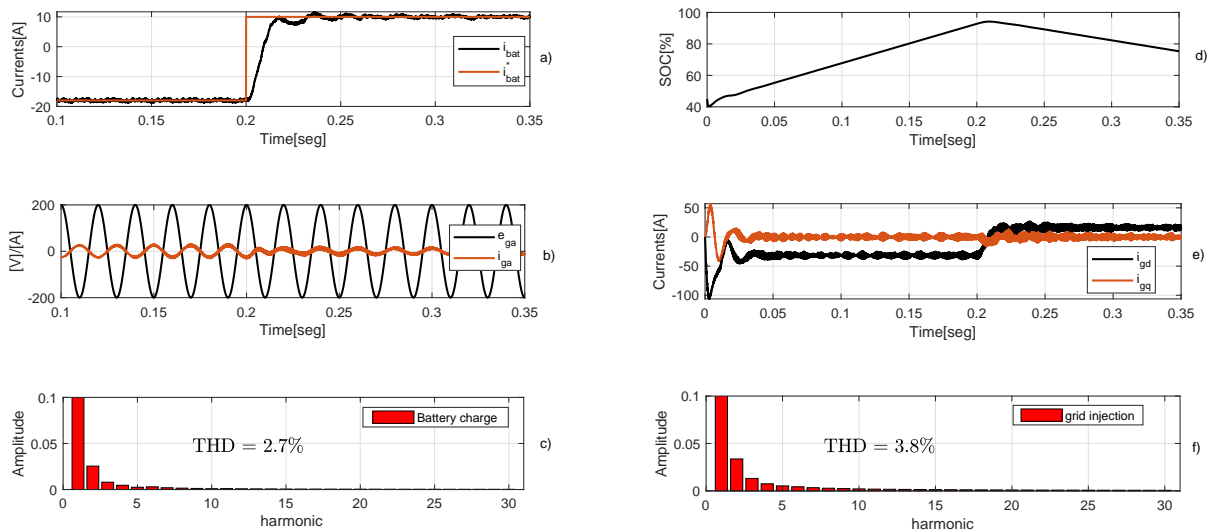 10
0
-10
-20
Currents[A]
i_bat
i*_bat
0.1
0.15
0.2
0.25
0.3
0.35
Time[seg]
a)
100
80
60
40
SOC[%]
0
0.05
0.1
0.15
0.2
0.25
0.3
0.35
Time[seg]
d)
200
0
-200
[V]/[A]
e_ga
i_ga
0.1
0.15
0.2
0.25
0.3
0.35
Time[seg]
b)
50
0
-50
-100
Currents[A]
i_gd
i_gq
0
0.05
0.1
0.15
0.2
0.25
0.3
0.35
Time[seg]
e)
0.1
0.05
0
Amplitude
Battery charge
THD = 2.7%
0
5
10
15
20
25
30
harmonic
c)
0.1
0.05
0
Amplitude
grid injection
THD = 3.8%
0
5
10
15
20
25
30
harmonic
f)